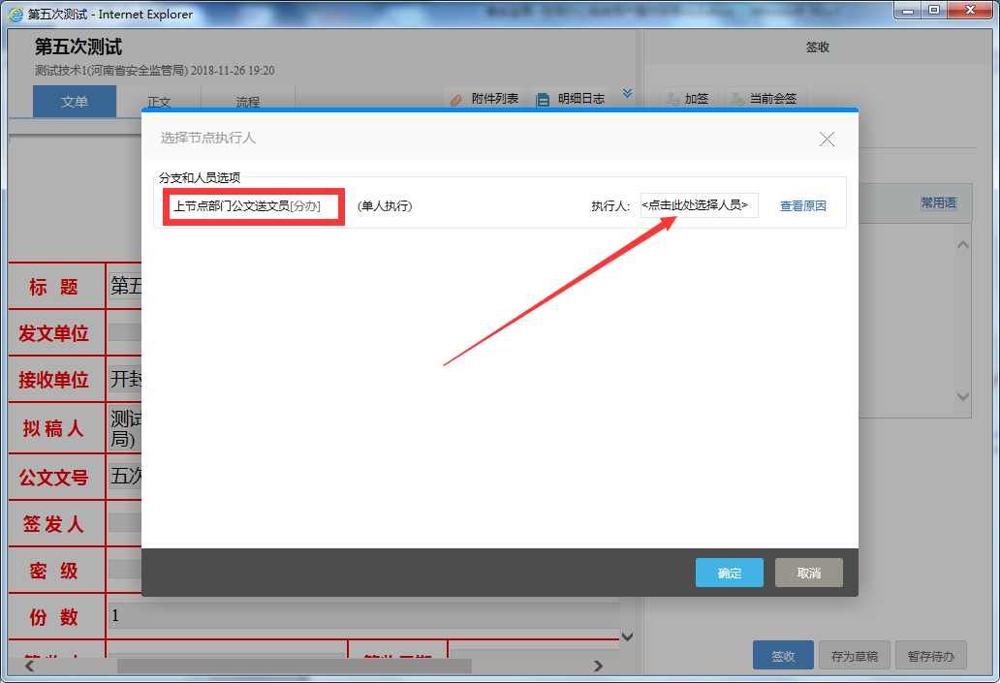 第五次测试 - Internet Explorer
第五次测试
测试技术1(河南省安全监管局) 2018-11-26 19:20
文单
正文
流程
附件列表
明细日志
签收
加签
当前会签
常用语
选择节点执行人
分支和人员选项
上节点部门公文送文员[分办]
(单人执行)
执行人:
<点击此处选择人员>
查看原因
标 题
第五
发文单位
接收单位
开封
拟 稿 人
测试
局)
公文文号
五次
签 发 人
密 级
份 数
1
确定
取消
签收
存为草稿
暂存待办